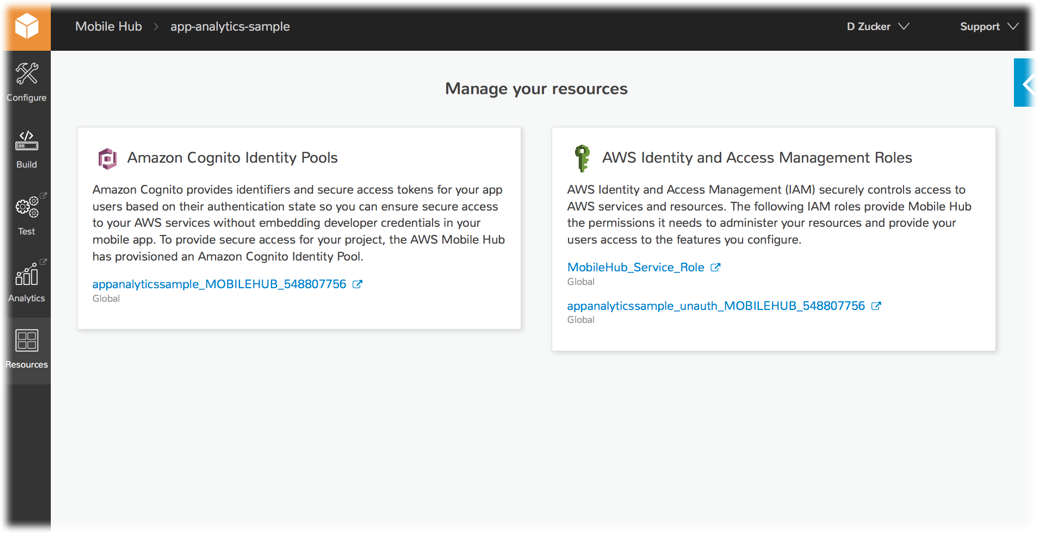 Mobile Hub > app-analytics-sample
D Zucker
Support
Configure
Build
Test
Analytics
Resources
Manage your resources
Amazon Cognito Identity Pools
Amazon Cognito provides identifiers and secure access tokens for your app
users based on their authentication state so you can ensure secure access
to your AWS services without embedding developer credentials in your
mobile app. To provide secure access for your project, the AWS Mobile Hub
has provisioned an Amazon Cognito Identity Pool.
appanalyticssample_MOBILEHUB_548807756
Global
AWS Identity and Access Management Roles
AWS Identity and Access Management (IAM) securely controls access to
AWS services and resources. The following IAM roles provide Mobile Hub
the permissions it needs to administer your resources and provide your
users access to the features you configure.
MobileHub_Service_Role
Global
appanalyticssample_unauth_MOBILEHUB_548807756
Global